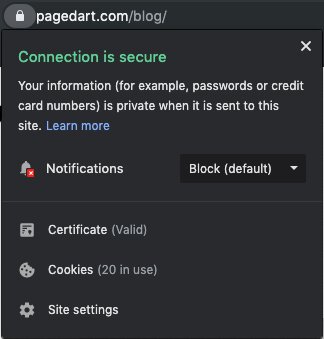 pagedart.com/blog/
Connection is secure
Your information (for example, passwords or credit
card numbers) is private when it is sent to this
site. Learn more
Notifications Block (default)
Certificate (Valid)
Cookies (20 in use)
Site settings